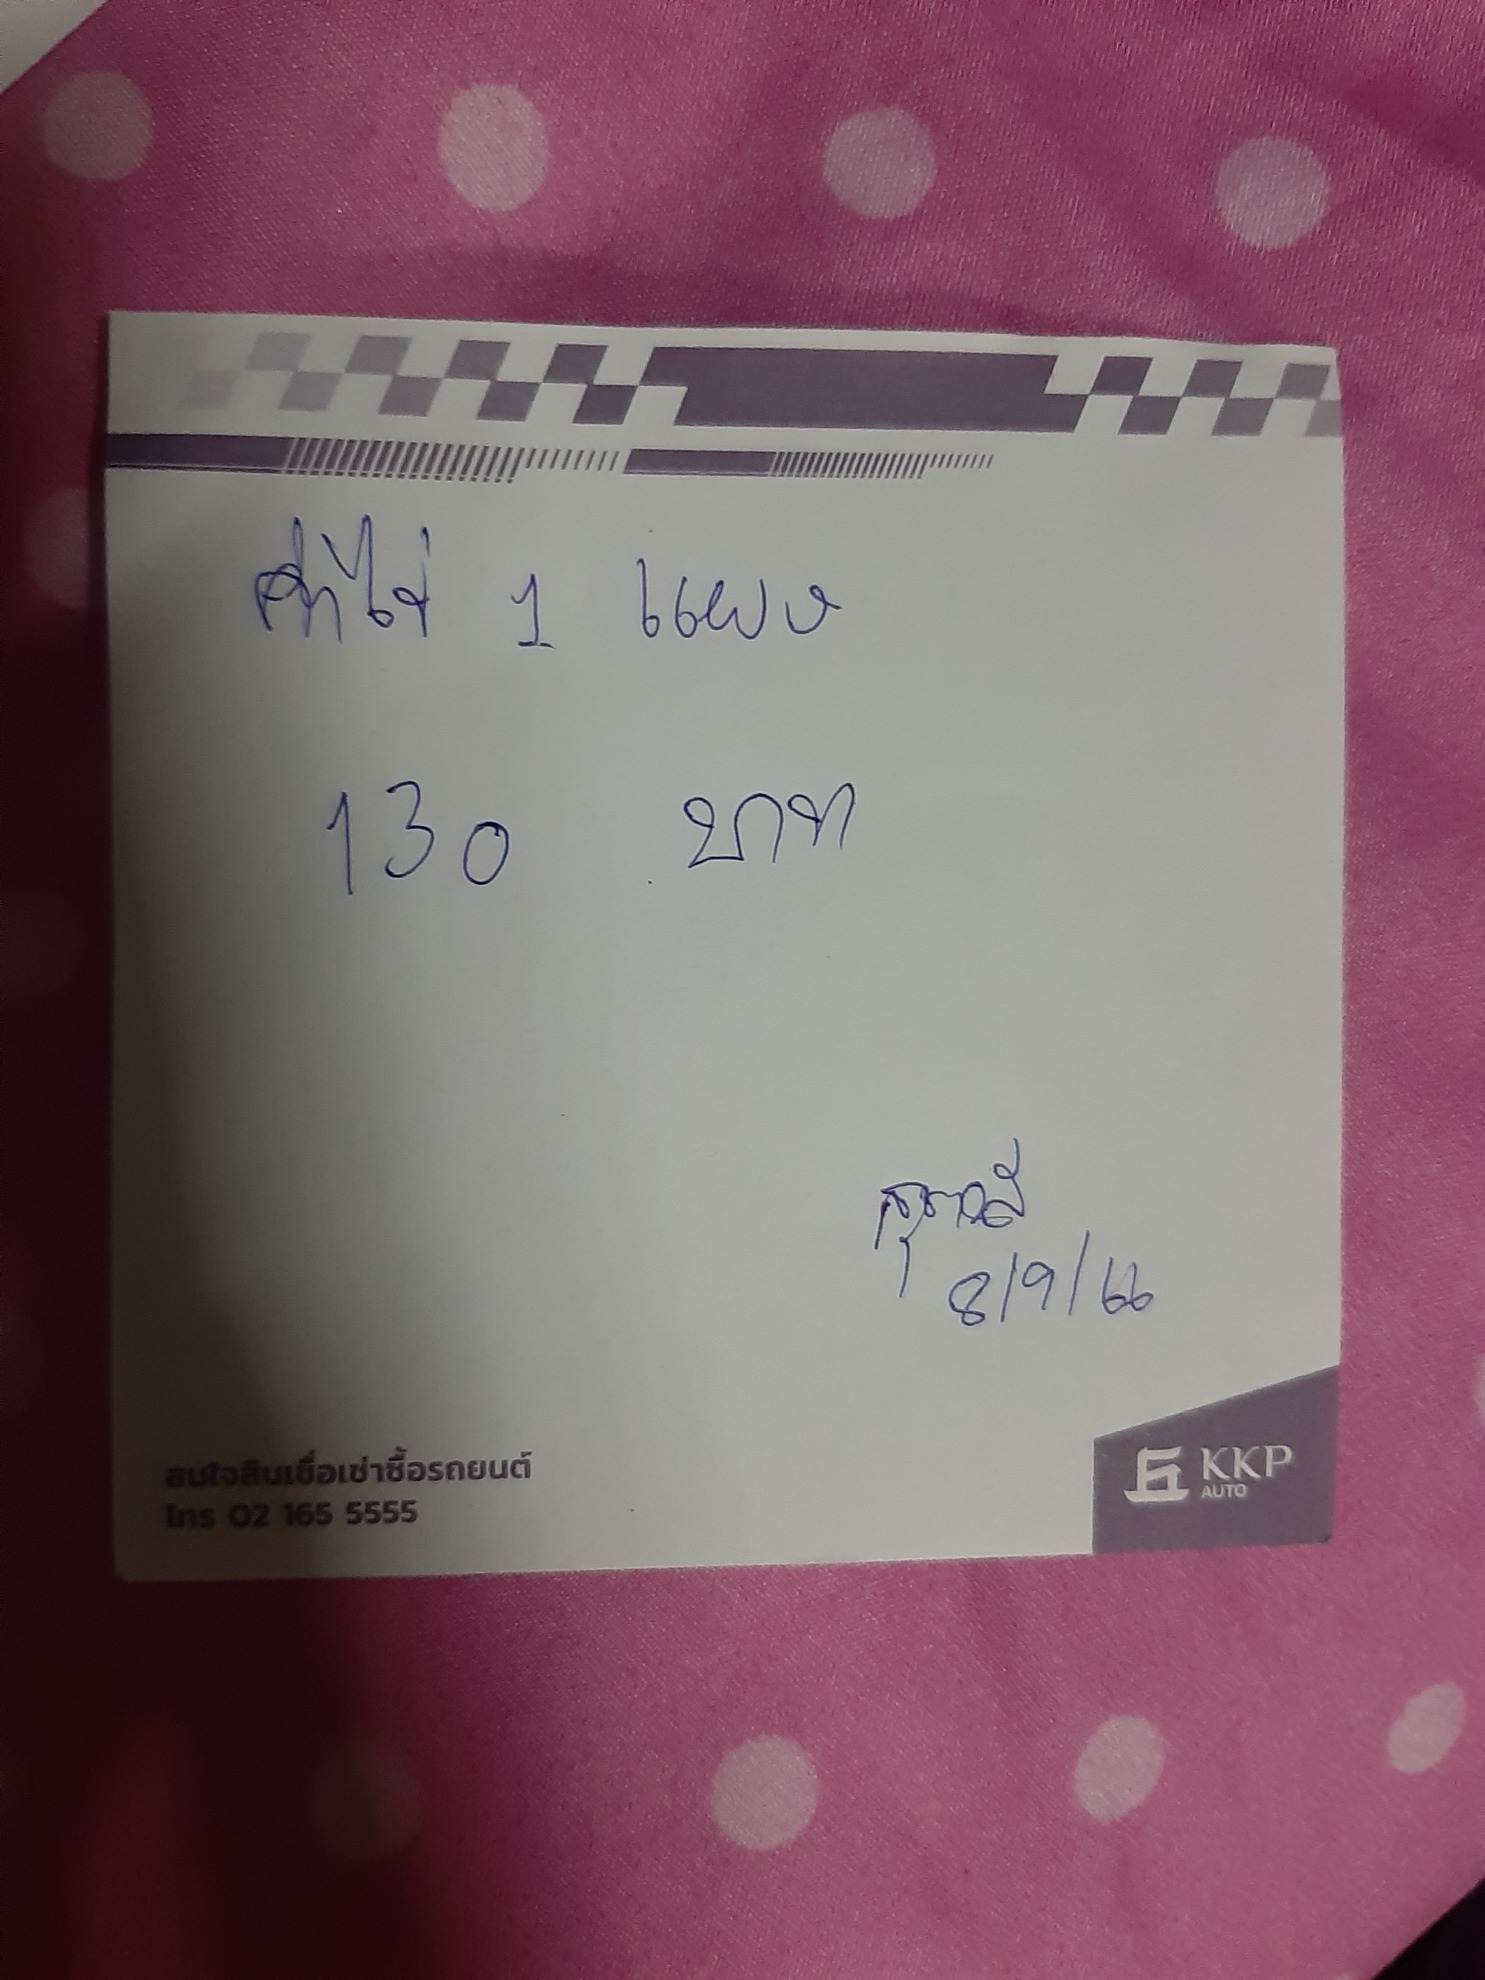 ค่าไข่ 1 แผง
130 บาท
8/9/66
สนใจสินเชื่อเช่าซื้อรถยนต์
โทร 02 165 5555
KKP
AUTO